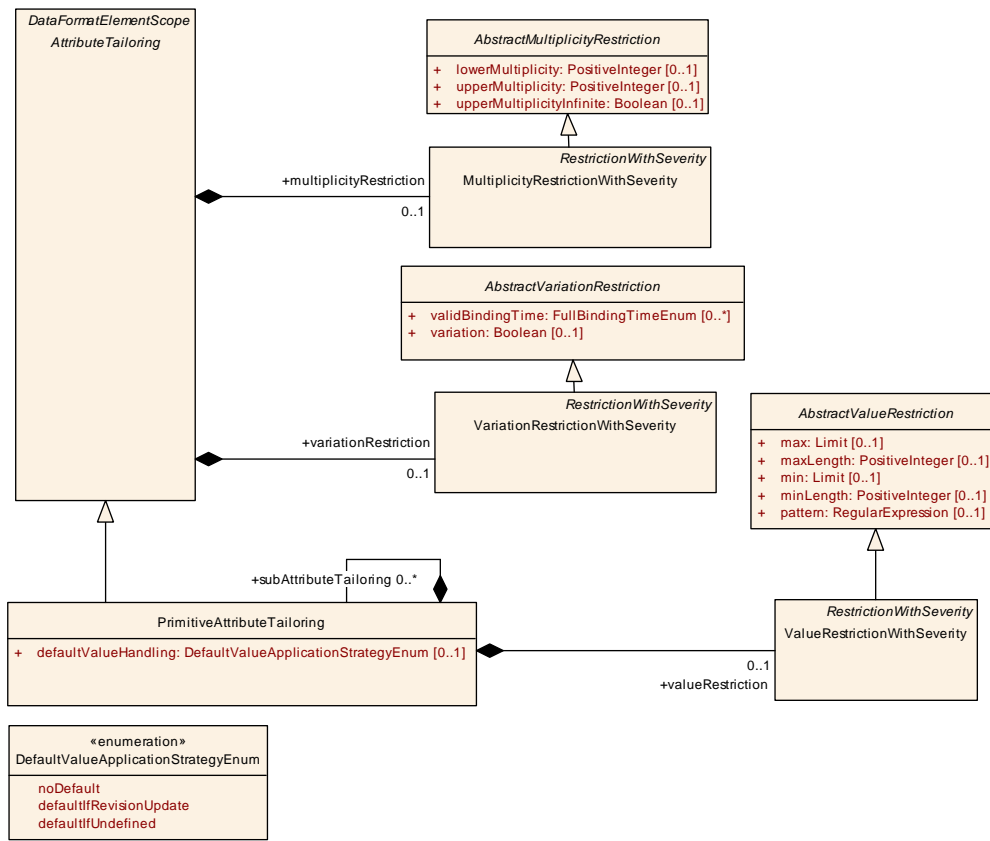 DataFormatElementScope
AttributeTailoring
AbstractMultiplicityRestriction
+ lowerMultiplicity: PositiveInteger [0..1]
+ upperMultiplicity: PositiveInteger [0..1]
+ upperMultiplicityInfinite: Boolean [0..1]
RestrictionWithSeverity
MultiplicityRestrictionWithSeverity
+multiplicityRestriction
0..1
AbstractVariationRestriction
+ validBindingTime: FullBindingTimeEnum [0..*]
+ variation: Boolean [0..1]
RestrictionWithSeverity
VariationRestrictionWithSeverity
+variationRestriction
0..1
AbstractValueRestriction
+ max: Limit [0..1]
+ maxLength: PositiveInteger [0..1]
+ min: Limit [0..1]
+ minLength: PositiveInteger [0..1]
+ pattern: RegularExpression [0..1]
+subAttributeTailoring 0..*
PrimitiveAttributeTailoring
+ defaultValueHandling: DefaultValueApplicationStrategyEnum [0..1]
RestrictionWithSeverity
ValueRestrictionWithSeverity
0..1
+valueRestriction
«enumeration»
DefaultValueApplicationStrategyEnum
noDefault
defaultIfRevisionUpdate
defaultIfUndefined